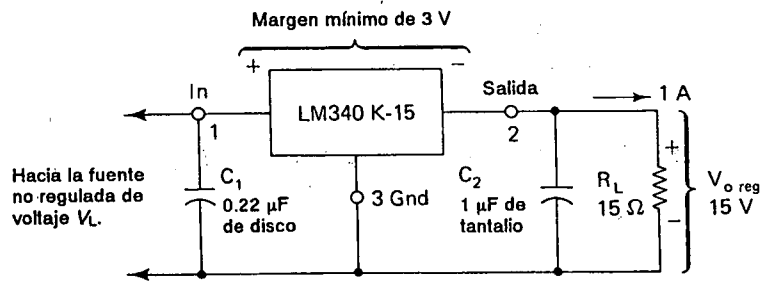 Margen mínimo de 3 V
+ −
In
LM340 K-15
Salida
1 A
1
2
Hacia la fuente
no regulada de
voltaje V_L.
C₁
0.22 µF
de disco
3 Gnd
C₂
1 µF de
tantalio
R_L
15 Ω
+
−
V_o reg
15 V